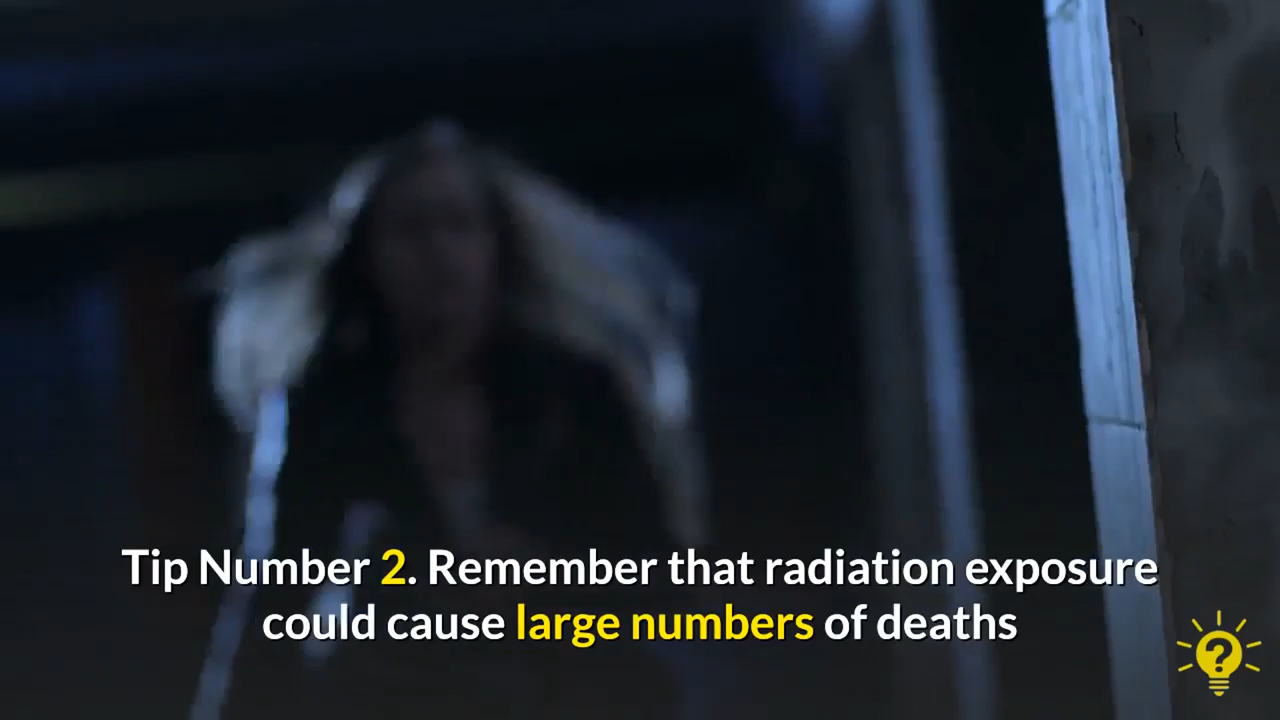 Tip Number 2. Remember that radiation exposure
could cause large numbers of deaths